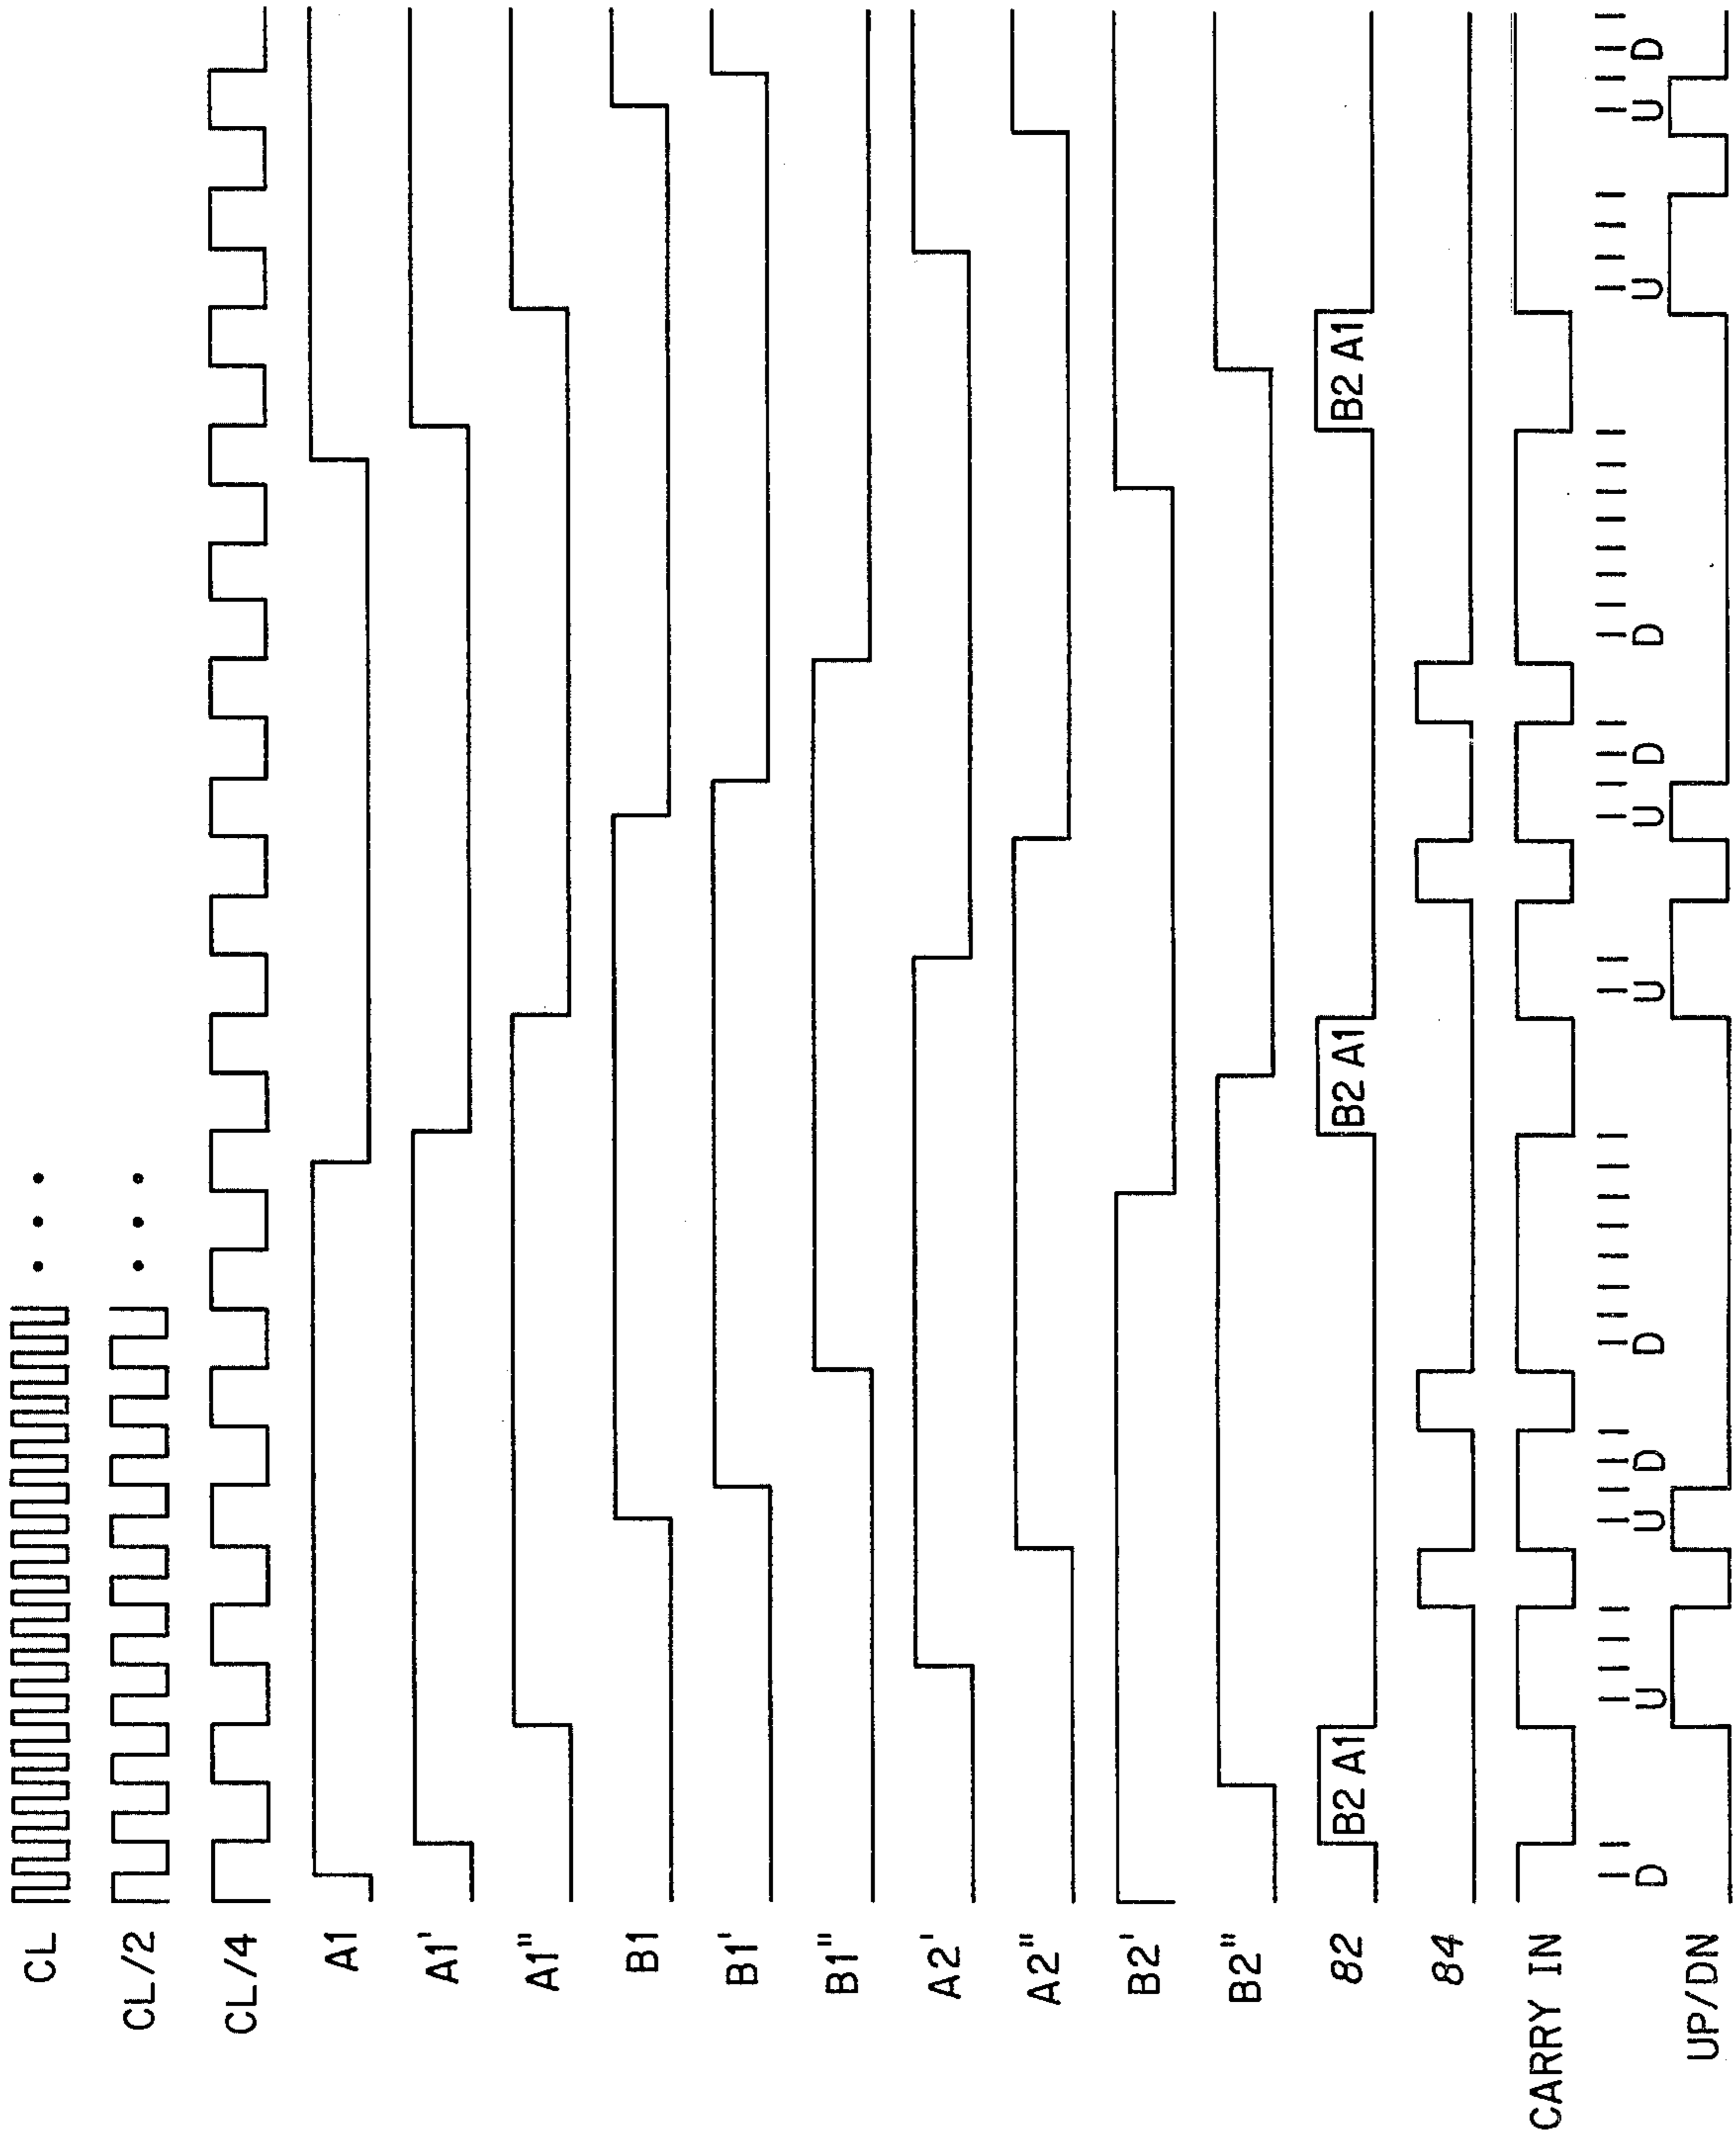 CL
CL/2
CL/4
A1
A1'
A1"
B1
B1'
B1"
A2'
A2"
B2'
B2"
82 B2 A1 B2 A1 B2 A1
84
CARRY IN
D U U D D U U D D U U D
UP/DN